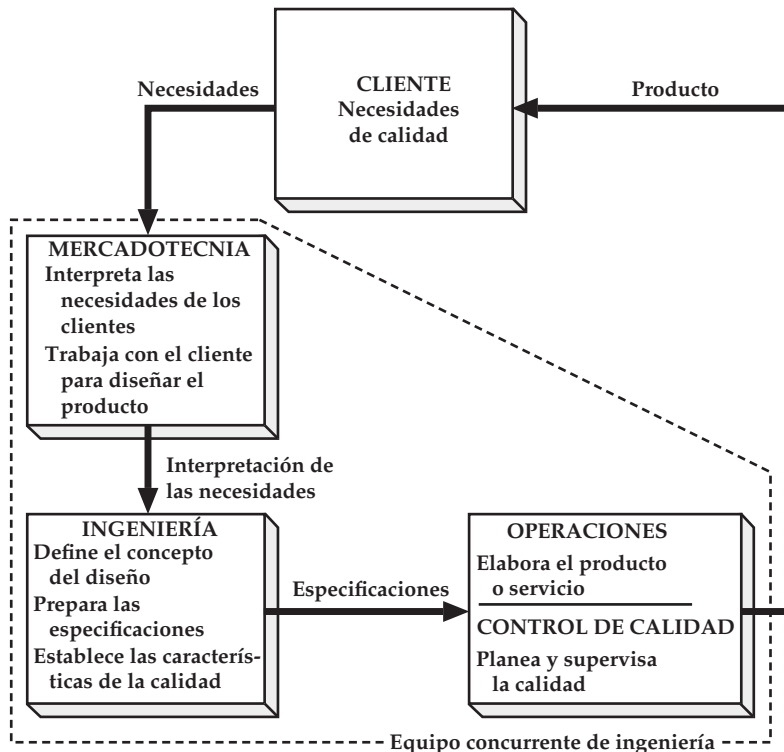 CLIENTE
Necesidades
de calidad
Necesidades
Producto
MERCADOTECNIA
Interpreta las
necesidades de los
clientes
Trabaja con el cliente
para diseñar el
producto
Interpretación de
las necesidades
INGENIERÍA
Define el concepto
del diseño
Prepara las
especificaciones
Establece las caracterís-
ticas de la calidad
Especificaciones
OPERACIONES
Elabora el producto
o servicio
CONTROL DE CALIDAD
Planea y supervisa
la calidad
Equipo concurrente de ingeniería